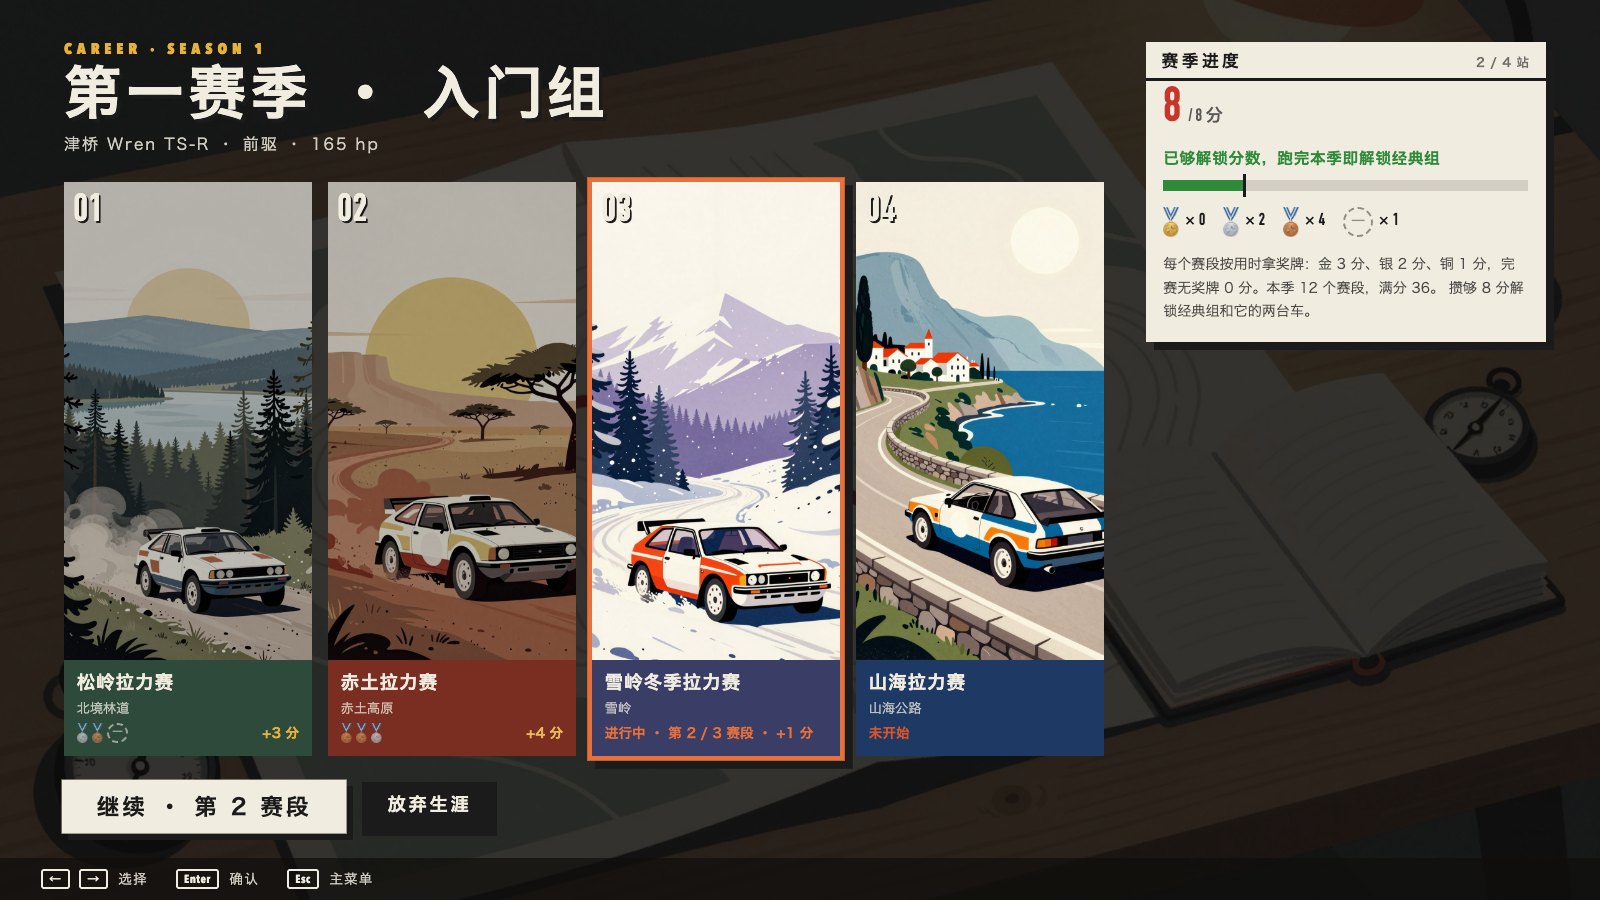 CAREER · SEASON 1
第一赛季 · 入门组
津桥 Wren TS-R · 前驱 · 165 hp
赛季进度
2 / 4 站
8 / 8 分
已够解锁分数，跑完本季即解锁经典组
×0 ×2 ×4 ×1
每个赛段按用时拿奖牌：金 3 分、银 2 分、铜 1 分，完
赛无奖牌 0 分。本季 12 个赛段，满分 36。 攒够 8 分解
锁经典组和它的两台车。
01
松岭拉力赛
北境林道
+3 分
02
赤土拉力赛
赤土高原
+4 分
03
雪岭冬季拉力赛
雪岭
进行中 · 第 2 / 3 赛段 · +1 分
04
山海拉力赛
山海公路
未开始
继续 · 第 2 赛段
放弃生涯
← → 选择 Enter 确认 Esc 主菜单